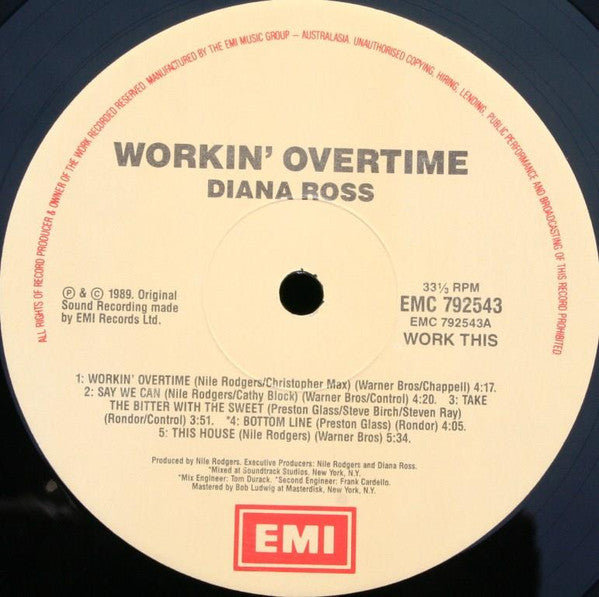 ALL RIGHTS OF RECORD PRODUCER & OWNER OF THE WORK RECORDED RESERVED. MANUFACTURED BY THE EMI MUSIC GROUP – AUSTRALASIA. UNAUTHORISED COPYING, HIRING, LENDING, PUBLIC PERFORMANCE AND BROADCASTING OF THIS RECORD PROHIBITED
WORKIN' OVERTIME
DIANA ROSS
℗ & © 1989. Original
Sound Recording made
by EMI Records Ltd.
33⅓ RPM
EMC 792543
EMC 792543A
WORK THIS
1: WORKIN' OVERTIME (Nile Rodgers/Christopher Max) (Warner Bros/Chappell) 4:17.
2: SAY WE CAN (Nile Rodgers/Cathy Block) (Warner Bros/Control) 4:20. 3: TAKE
THE BITTER WITH THE SWEET (Preston Glass/Steve Birch/Steven Ray)
(Rondor/Control) 3:51. *4: BOTTOM LINE (Preston Glass) (Rondor) 4:05.
5: THIS HOUSE (Nile Rodgers) (Warner Bros) 5:34.
Produced by Nile Rodgers. Executive Producers: Nile Rodgers and Diana Ross.
*Mixed at Soundtrack Studios, New York, N.Y.
*Mix Engineer: Tom Durack. *Second Engineer: Frank Cardello.
Mastered by Bob Ludwig at Masterdisk, New York, N.Y.
EMI